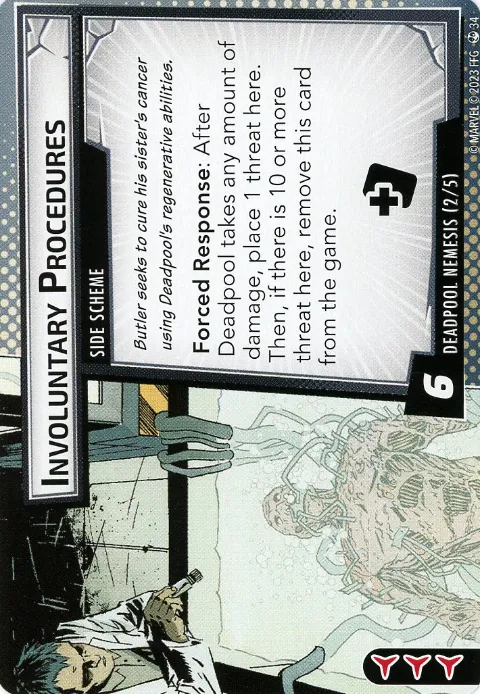 INVOLUNTARY PROCEDURES
SIDE SCHEME
Butler seeks to cure his sister's cancer
using Deadpool's regenerative abilities.
Forced Response: After
Deadpool takes any amount of
damage, place 1 threat here.
Then, if there is 10 or more
threat here, remove this card
from the game.
6
DEADPOOL NEMESIS (2/5)
© MARVEL © 2023 FFG 34